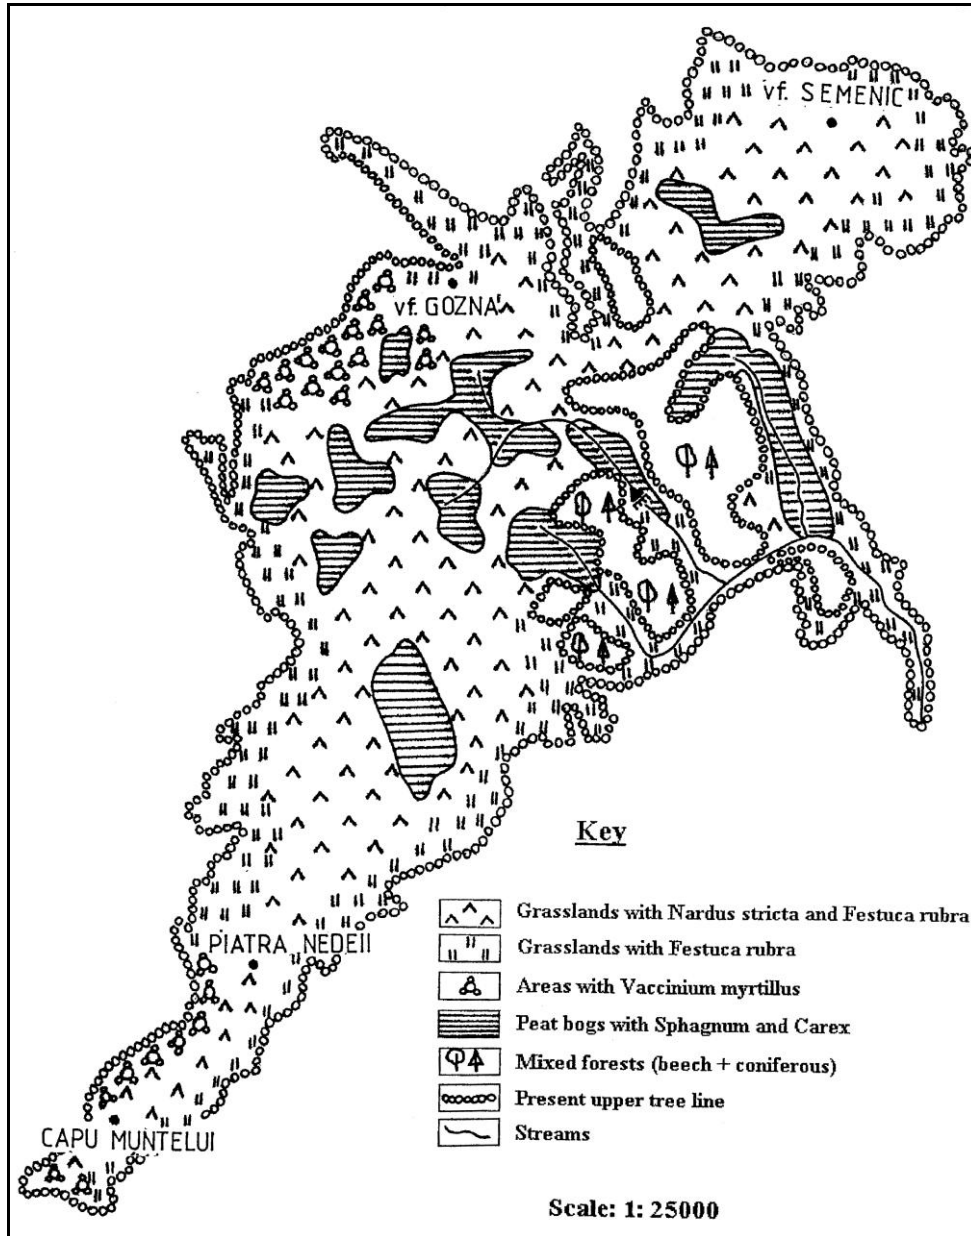 vf. SEMENIC
vf. GOZNA
PIATRA NEDEII
CAPU MUNTELUI
Key
Grasslands with Nardus stricta and Festuca rubra
Grasslands with Festuca rubra
Areas with Vaccinium myrtillus
Peat bogs with Sphagnum and Carex
Mixed forests (beech + coniferous)
Present upper tree line
Streams
Scale: 1: 25000